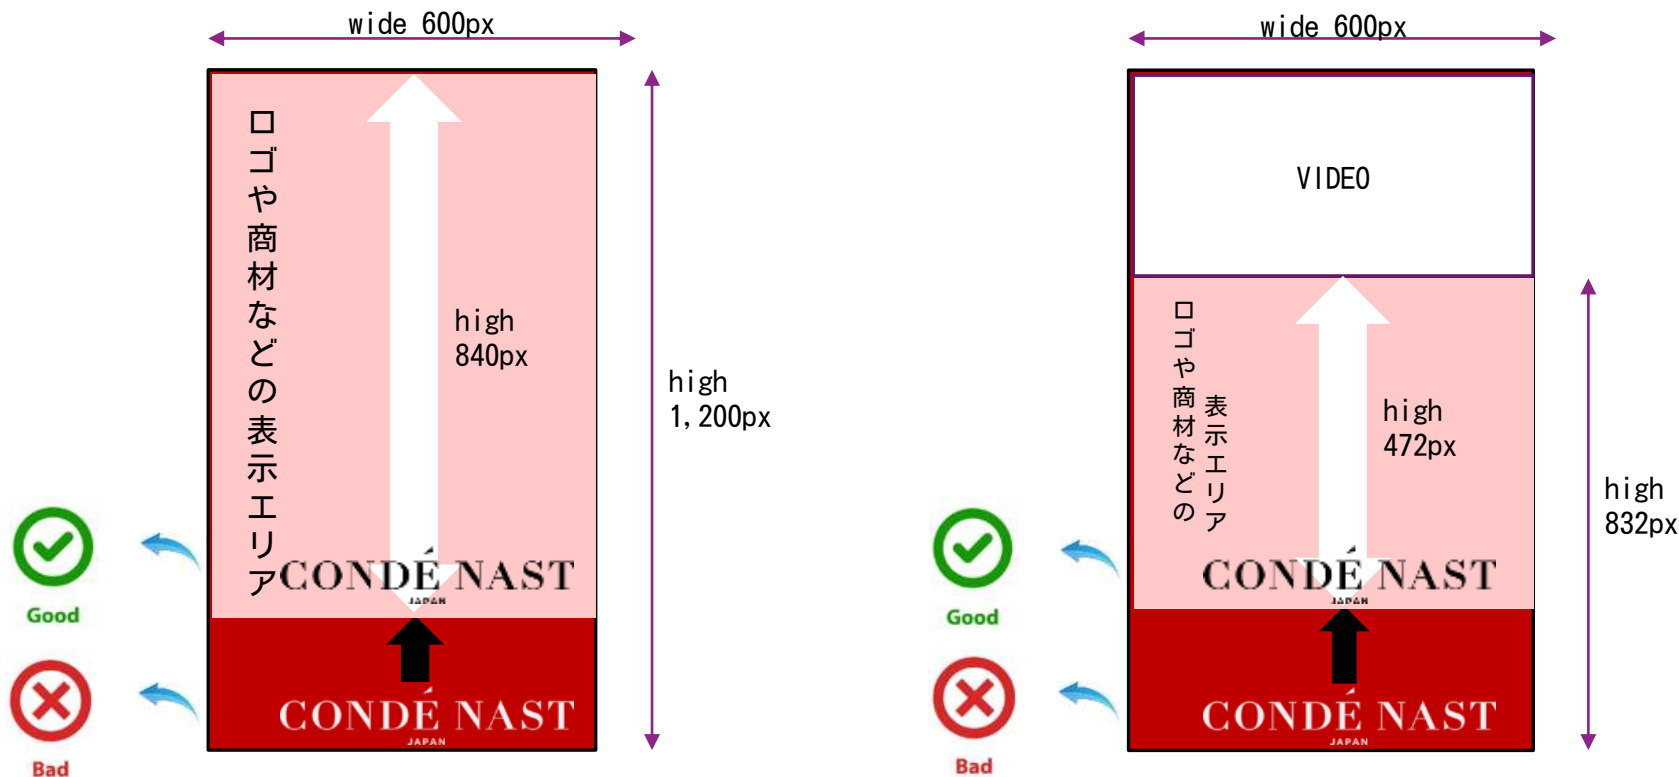 wide 600px
ロゴや商材などの表示エリア
high
840px
high
1,200px
CONDÉ NAST
JAPAN
Good
CONDÉ NAST
JAPAN
Bad
wide 600px
VIDEO
ロゴや商材などの
表示エリア
high
472px
high
832px
CONDÉ NAST
JAPAN
Good
CONDÉ NAST
JAPAN
Bad